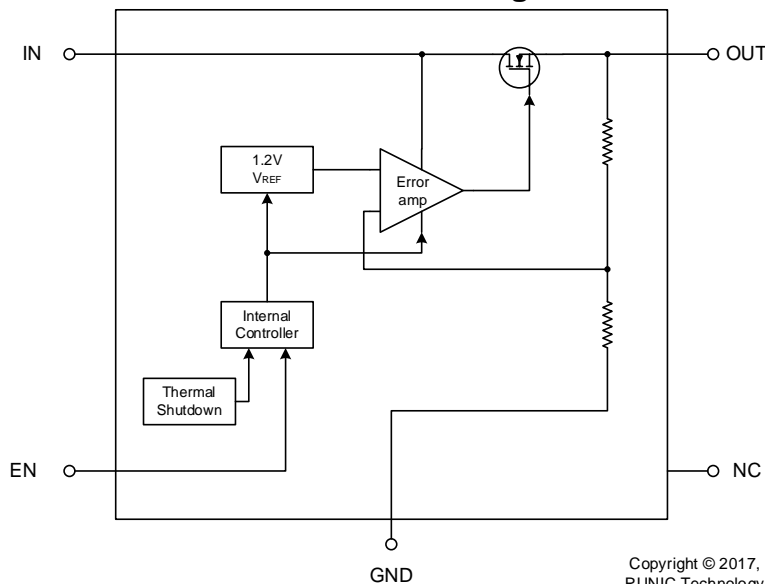 IN
OUT
1.2V
VREF
Error
amp
Internal
Controller
Thermal
Shutdown
EN
NC
GND
Copyright © 2017,
RUNIC Technology